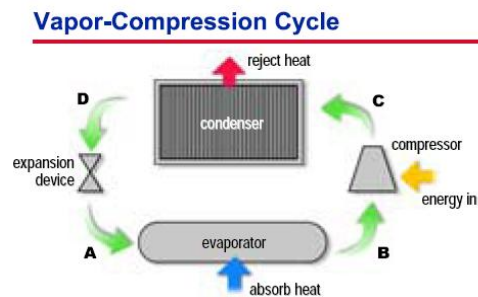 Vapor-Compression Cycle
reject heat
D
C
condenser
compressor
expansion
device
energy in
A
evaporator
B
absorb heat